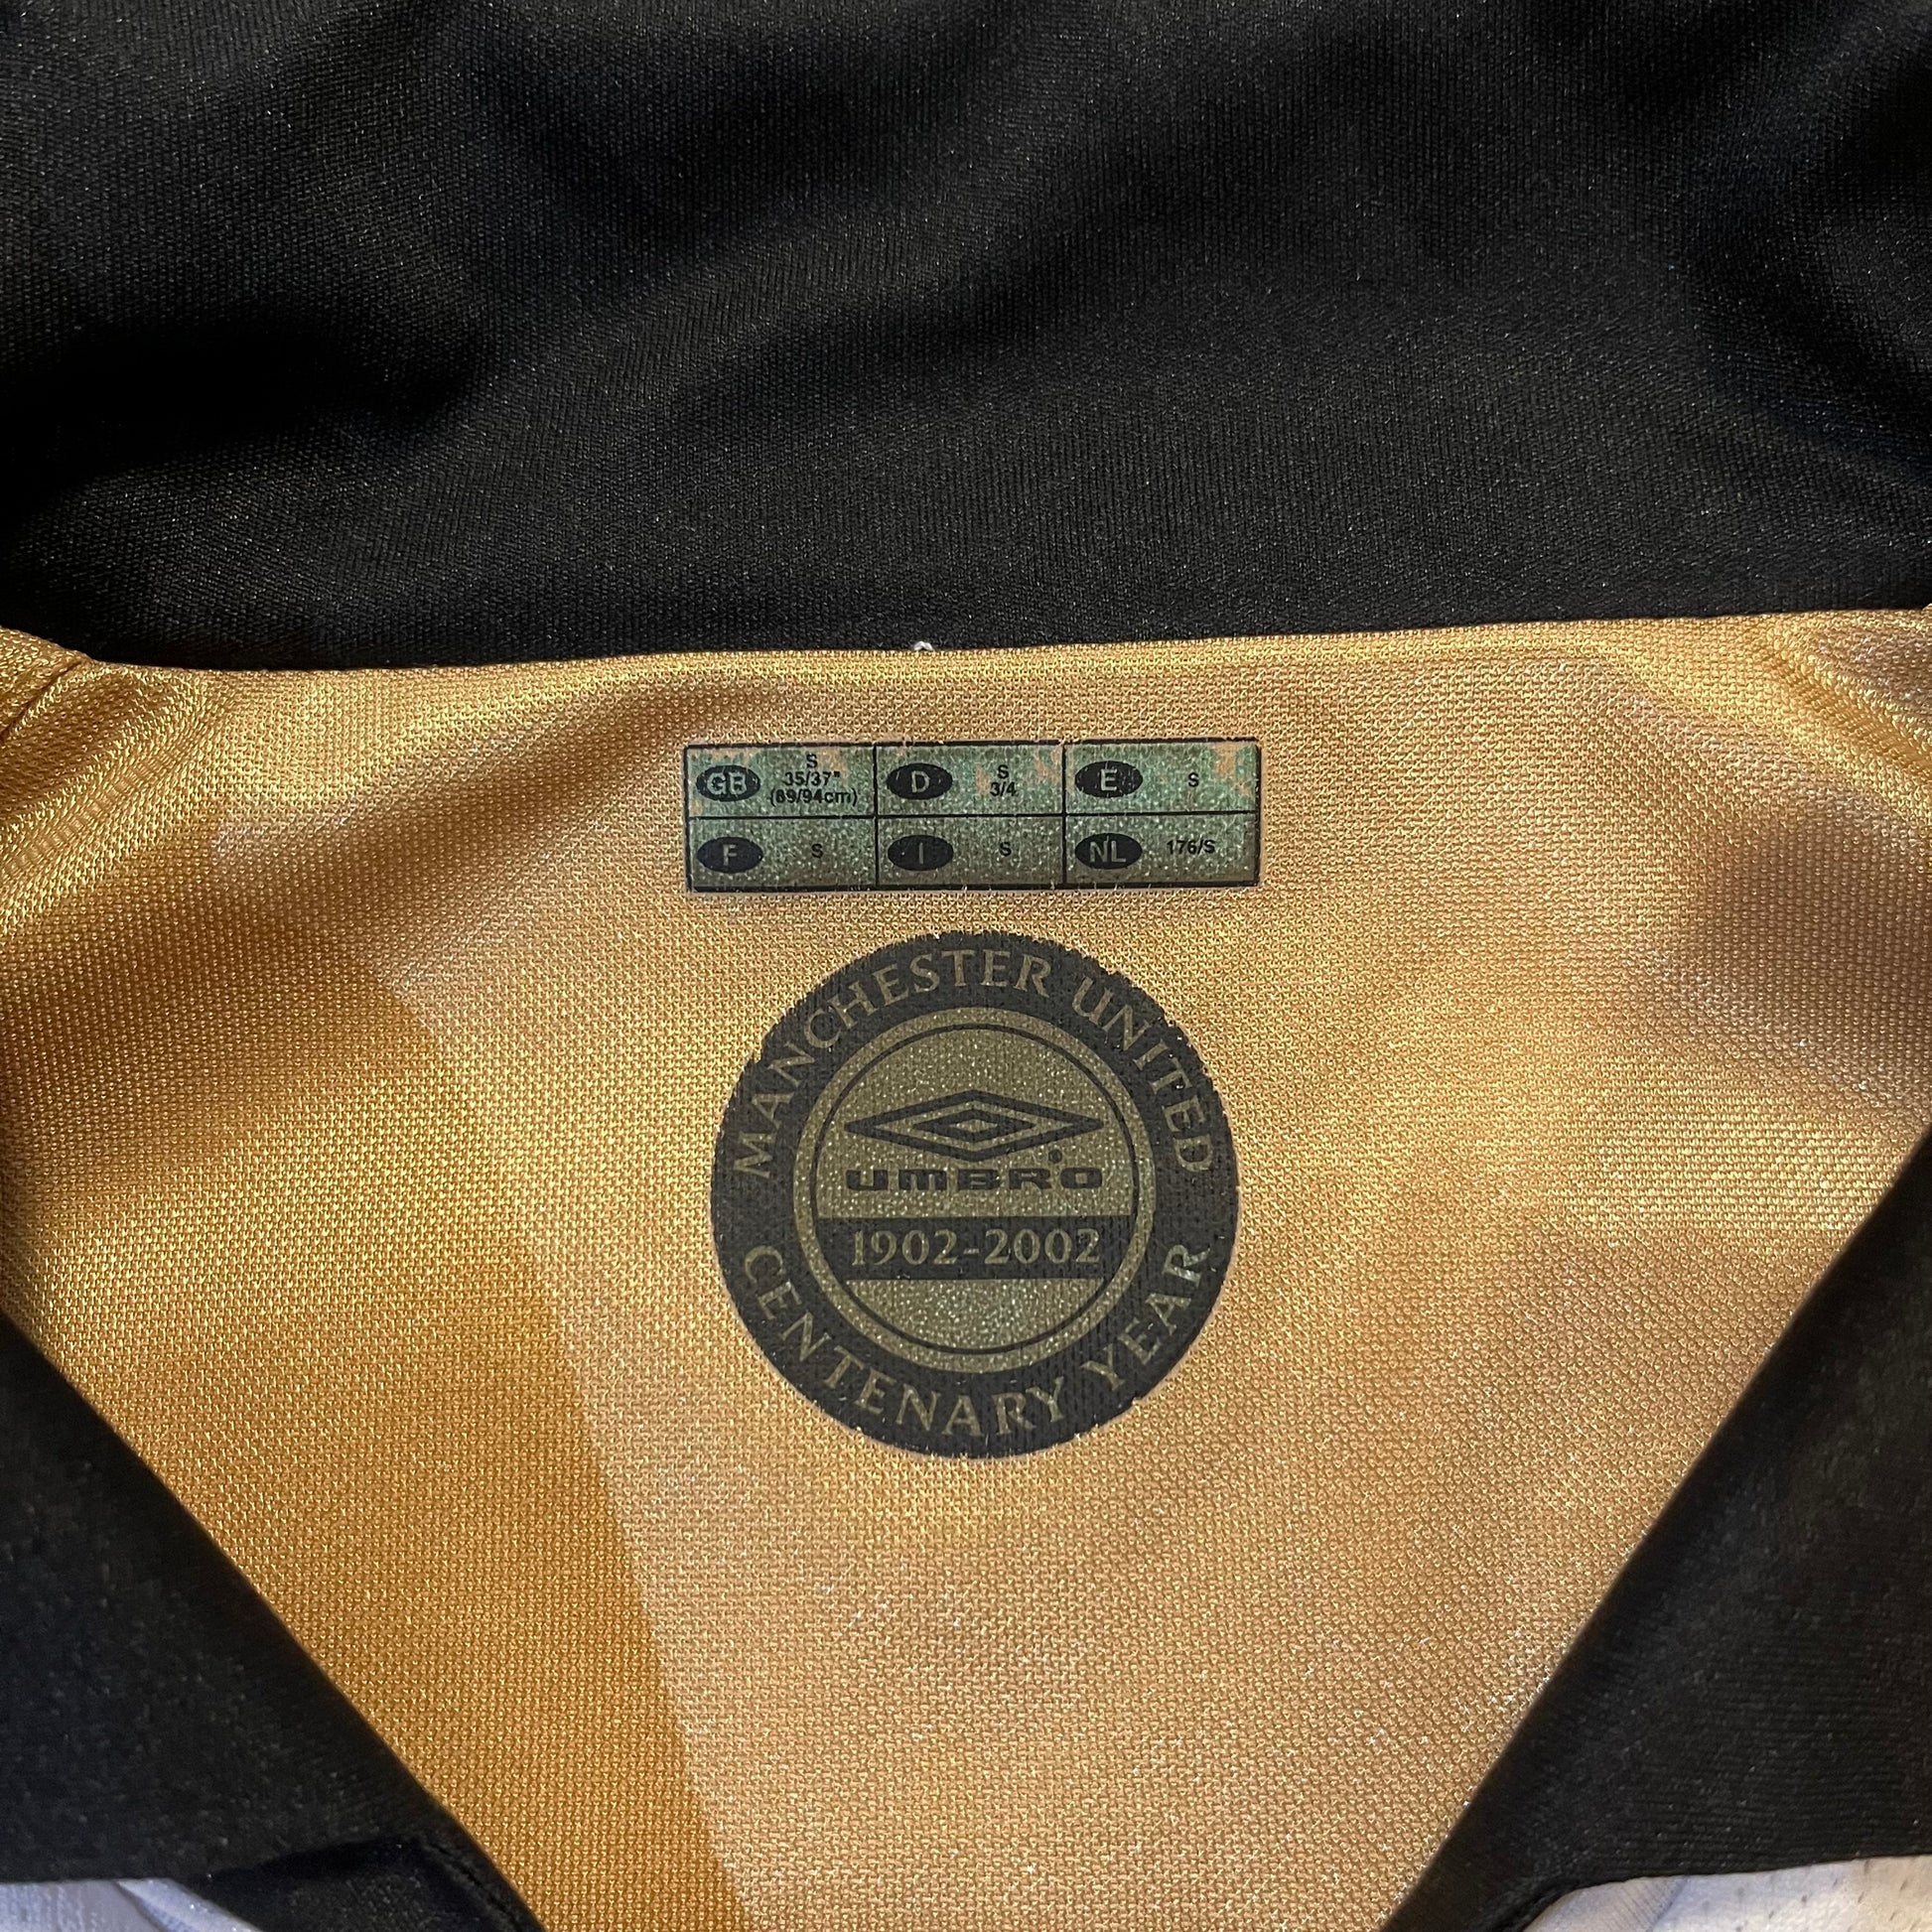 GB S 35/37" (89/94cm)
D S 3/4
E S
F S
I S
NL 176/S
MANCHESTER UNITED
UMBRO®
1902-2002
CENTENARY YEAR